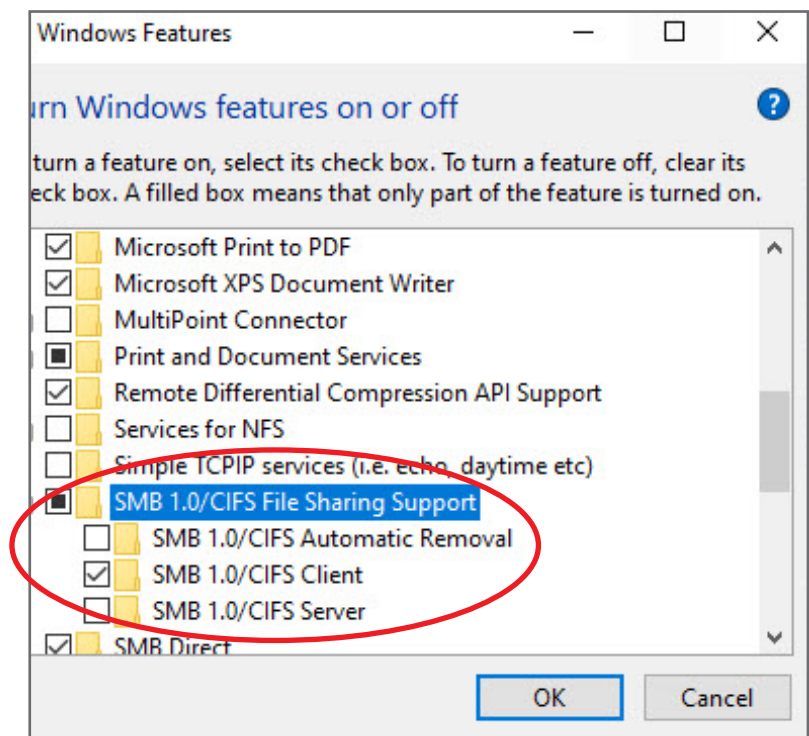 Windows Features
urn Windows features on or off
?
turn a feature on, select its check box. To turn a feature off, clear its
eck box. A filled box means that only part of the feature is turned on.
Microsoft Print to PDF
Microsoft XPS Document Writer
MultiPoint Connector
Print and Document Services
Remote Differential Compression API Support
Services for NFS
Simple TCPIP services (i.e. echo, daytime etc)
SMB 1.0/CIFS File Sharing Support
SMB 1.0/CIFS Automatic Removal
SMB 1.0/CIFS Client
SMB 1.0/CIFS Server
SMB Direct
OK Cancel